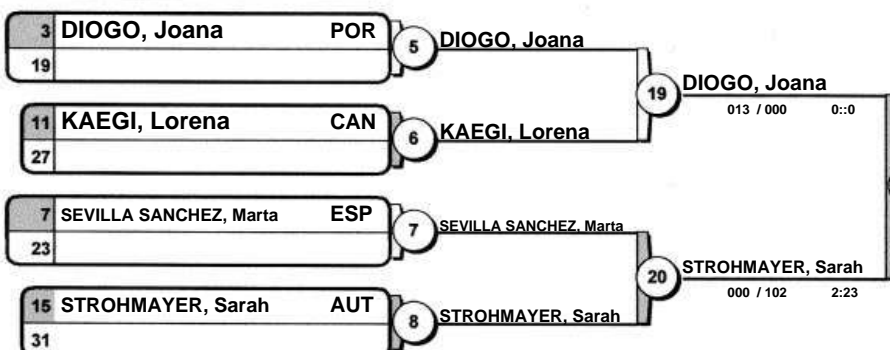 3 DIOGO, Joana POR
19
5
DIOGO, Joana
11 KAEGI, Lorena CAN
27
6
KAEGI, Lorena
19
DIOGO, Joana
013 / 000 0::0
7 SEVILLA SANCHEZ, Marta ESP
23
7
SEVILLA SANCHEZ, Marta
15 STROHMAYER, Sarah AUT
31
8
STROHMAYER, Sarah
20
STROHMAYER, Sarah
000 / 102 2:23